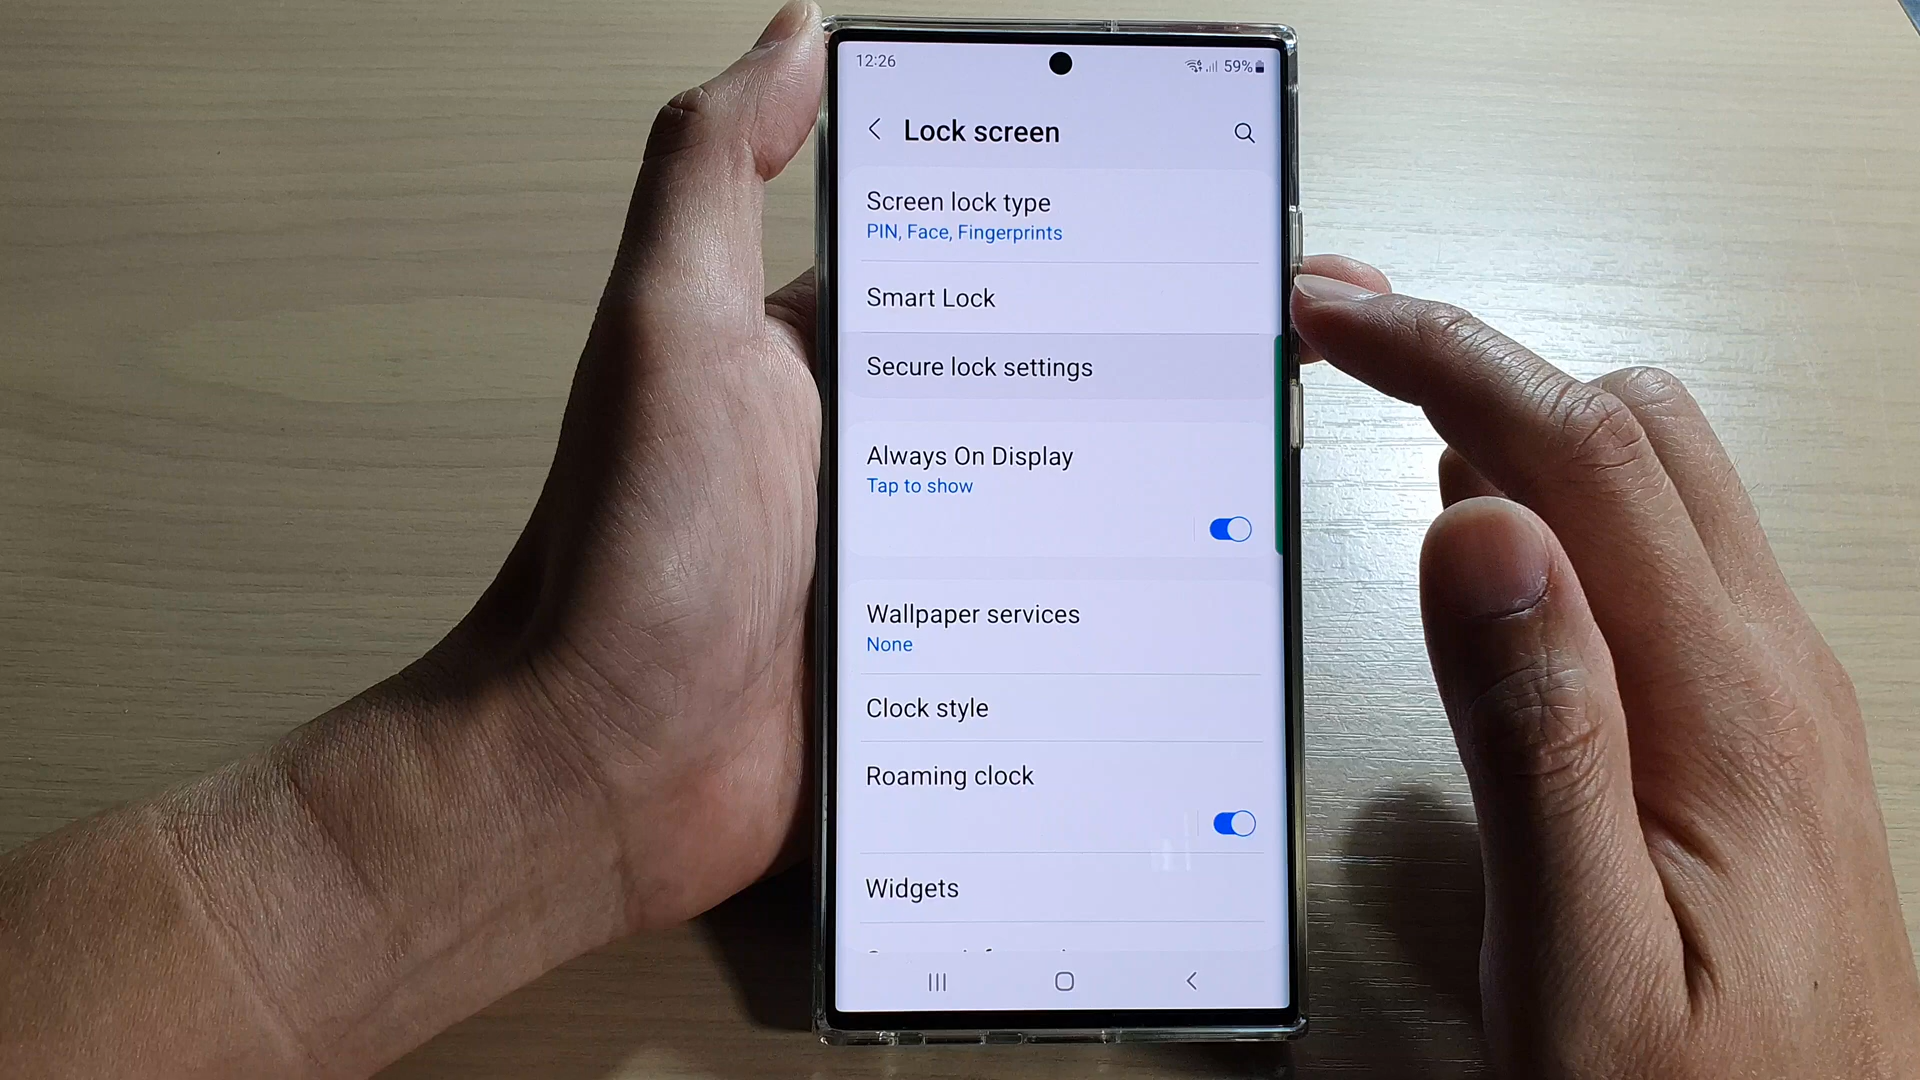 12:26
59%
Lock screen
Screen lock type
PIN, Face, Fingerprints
Smart Lock
Secure lock settings
Always On Display
Tap to show
Wallpaper services
None
Clock style
Roaming clock
Widgets